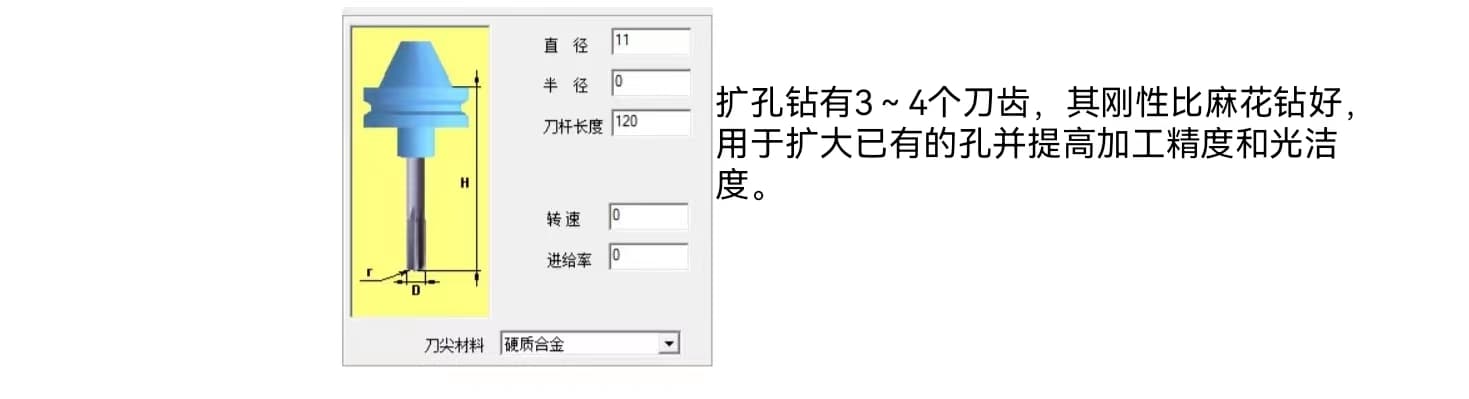 直 径 11
半 径 0
刀杆长度 120
H
转速 0
进给率 0
r
D
刀尖材料 硬质合金
扩孔钻有3~4个刀齿，其刚性比麻花钻好，
用于扩大已有的孔并提高加工精度和光洁
度。